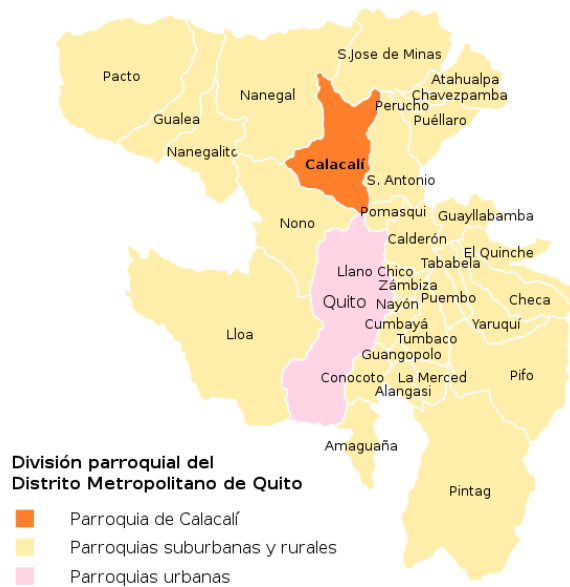 S.Jose de Minas
Pacto
Atahualpa
Nanegal
Chavezpamba
Perucho
Gualea
Puéllaro
Nanegalito
Calacalí
S. Antonio
Pomasqui
Guayllabamba
Nono
Calderón
El Quinche
Tababela
Llano Chico
Zámbiza
Checa
Quito
Nayón
Puembo
Cumbayá
Yaruquí
Lloa
Tumbaco
Guangopolo
Pifo
Conocoto
La Merced
Alangasi
Amaguaña
Pintag
División parroquial del
Distrito Metropolitano de Quito
Parroquia de Calacalí
Parroquias suburbanas y rurales
Parroquias urbanas